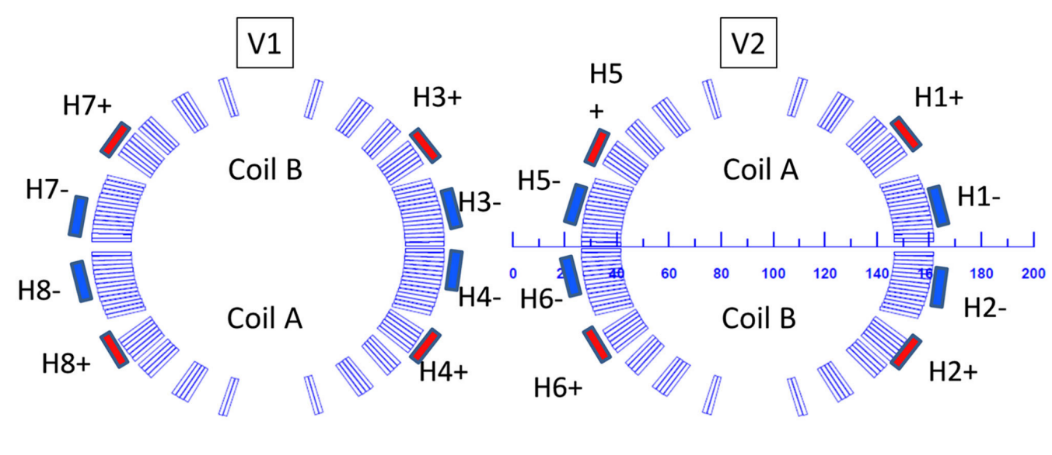 V1
V2
H5
+
H7+
H3+
H1+
Coil B
Coil A
H7-
H3-
H5-
H1-
0
20
40
60
80
100
120
140
160
180
200
H8-
H4-
H6-
H2-
Coil A
Coil B
H8+
H4+
H6+
H2+